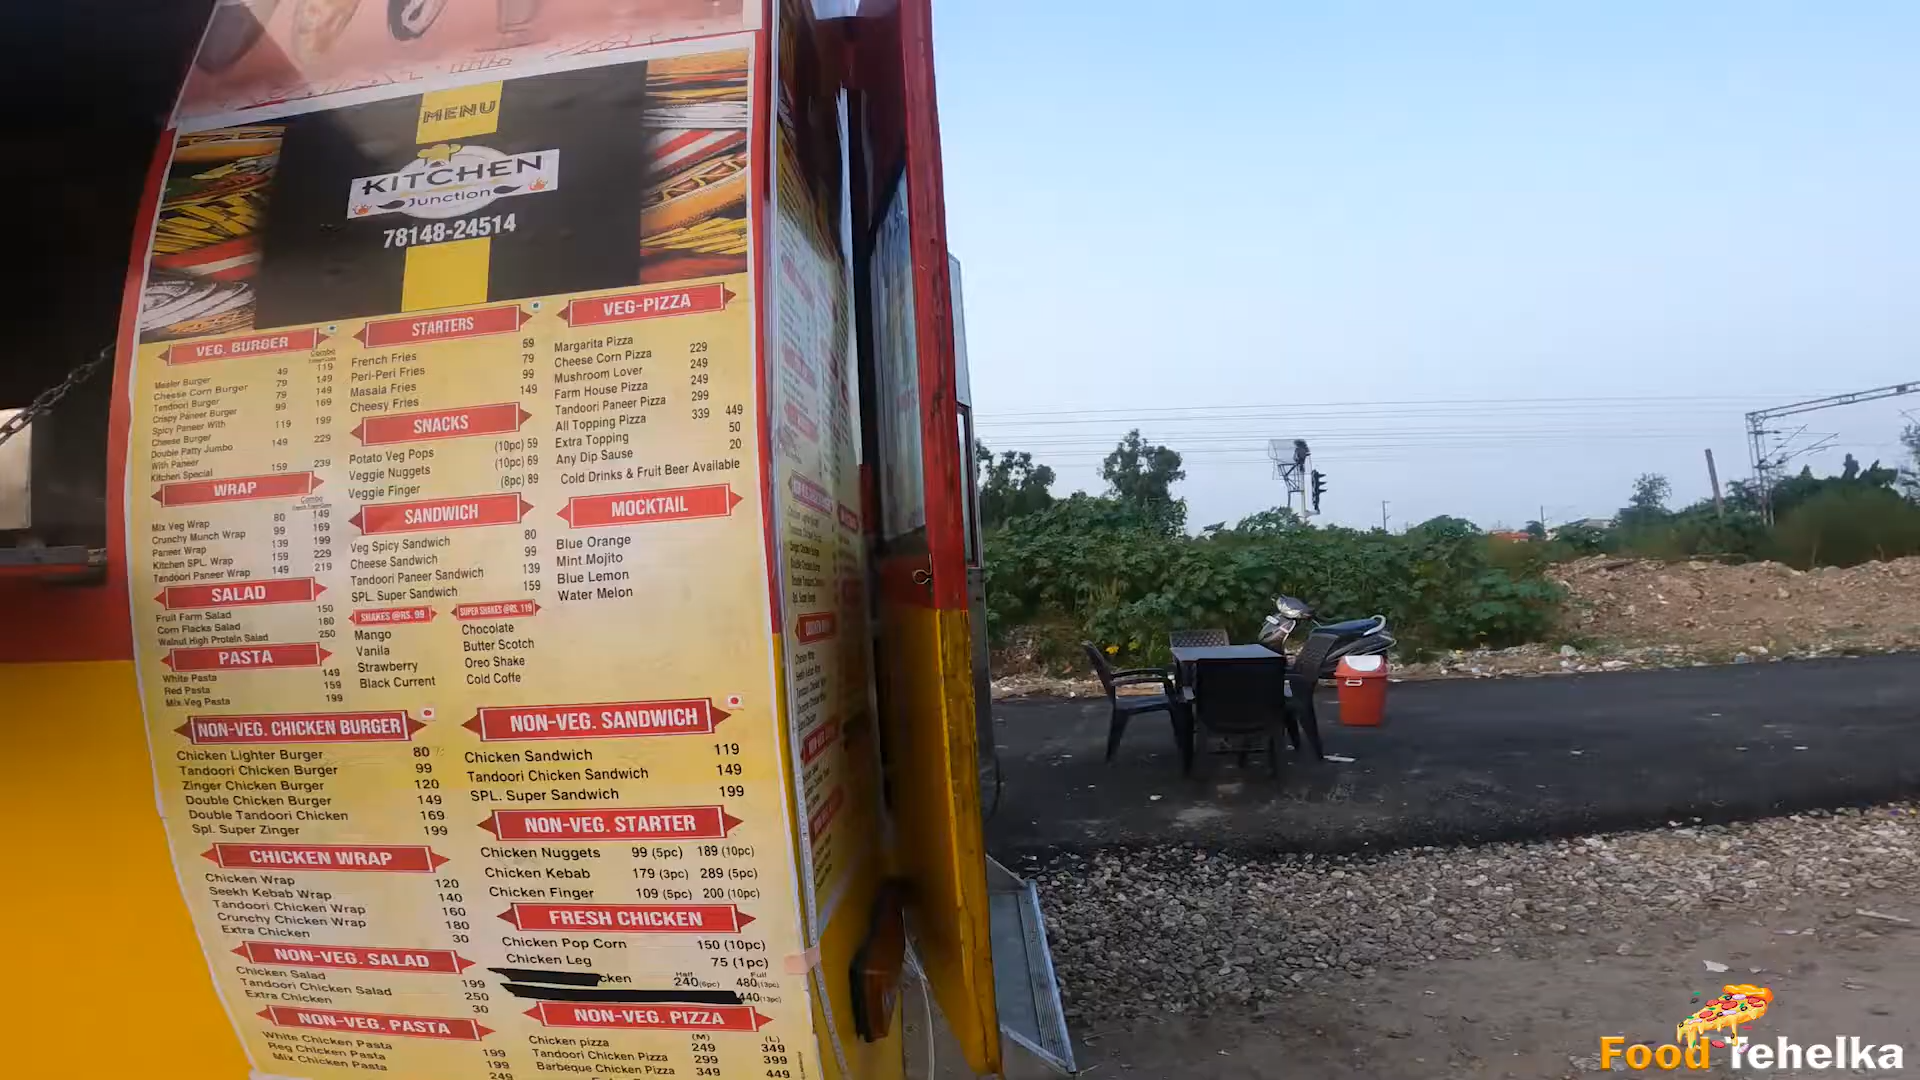 MENU
KITCHEN
Junction
78148-24514
VEG. BURGER
Combo
Mealer Burger 49 119
Cheese Corn Burger 79 149
Tandoori Burger 79 149
Crispy Paneer Burger 99 169
Spicy Paneer With
Cheese Burger 119 199
Double Patty Jumbo
With Paneer 149 229
Kitchen Special 159 239
WRAP
Combo
Mix Veg Wrap 80 149
Crunchy Munch Wrap 99 169
Paneer Wrap 139 199
Kitchen SPL. Wrap 159 229
Tandoori Paneer Wrap 149 219
SALAD
Fruit Farm Salad 150
Corn Flacks Salad 180
Walnut High Protein Salad 250
PASTA
White Pasta 149
Red Pasta 159
Mix Veg Pasta 199
STARTERS
French Fries 59
Peri-Peri Fries 79
Masala Fries 99
Cheesy Fries 149
SNACKS
Potato Veg Pops (10pc) 59
Veggie Nuggets (10pc) 69
Veggie Finger (8pc) 89
SANDWICH
Veg Spicy Sandwich 80
Cheese Sandwich 99
Tandoori Paneer Sandwich 139
SPL. Super Sandwich 159
SHAKES @RS. 99
Mango
Vanila
Strawberry
Black Current
SUPER SHAKES @RS. 119
Chocolate
Butter Scotch
Oreo Shake
Cold Coffe
VEG-PIZZA
Margarita Pizza
Cheese Corn Pizza 229
Mushroom Lover 249
Farm House Pizza 249
Tandoori Paneer Pizza 299
All Topping Pizza 339 449
Extra Topping 50
Any Dip Sause 20
Cold Drinks & Fruit Beer Available
MOCKTAIL
Blue Orange
Mint Mojito
Blue Lemon
Water Melon
NON-VEG. CHICKEN BURGER
Chicken Lighter Burger 80
Tandoori Chicken Burger 99
Zinger Chicken Burger 120
Double Chicken Burger 149
Double Tandoori Chicken 169
Spl. Super Zinger 199
CHICKEN WRAP
Chicken Wrap 120
Seekh Kebab Wrap 140
Tandoori Chicken Wrap 160
Crunchy Chicken Wrap 180
Extra Chicken 30
NON-VEG. SALAD
Chicken Salad 199
Tandoori Chicken Salad 250
Extra Chicken 30
NON-VEG. PASTA
White Chicken Pasta 199
Reg Chicken Pasta 199
Mix Chicken Pasta 249
NON-VEG. SANDWICH
Chicken Sandwich 119
Tandoori Chicken Sandwich 149
SPL. Super Sandwich 199
NON-VEG. STARTER
Chicken Nuggets 99 (5pc) 189 (10pc)
Chicken Kebab 179 (3pc) 289 (5pc)
Chicken Finger 109 (5pc) 200 (10pc)
FRESH CHICKEN
Chicken Pop Corn 150 (10pc)
Chicken Leg 75 (1pc)
Half Full
cken 240(6pc) 480(13pc)
440(13pc)
NON-VEG. PIZZA
(M) (L)
Chicken pizza 249 349
Tandoori Chicken Pizza 299 399
Barbeque Chicken Pizza 349 449
Food Tehelka